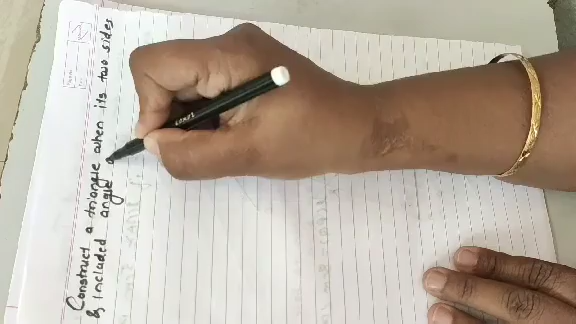 Construct a triangle when its two sides
& included angle a